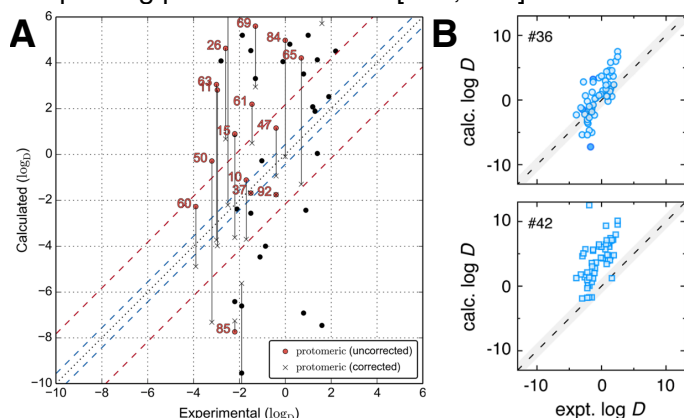 A
6
4
2
0
−2
−4
−6
−8
−10
−10 −8 −6 −4 −2 0 2 4 6
Calculated (log_D)
Experimental (log_D)
69
84
26
65
63
11
61
15
47
50
10
37
92
60
85
protomeric (uncorrected)
protomeric (corrected)
B
#36
10
0
-10
calc. log D
#42
10
0
-10
calc. log D
-10 0 10
expt. log D